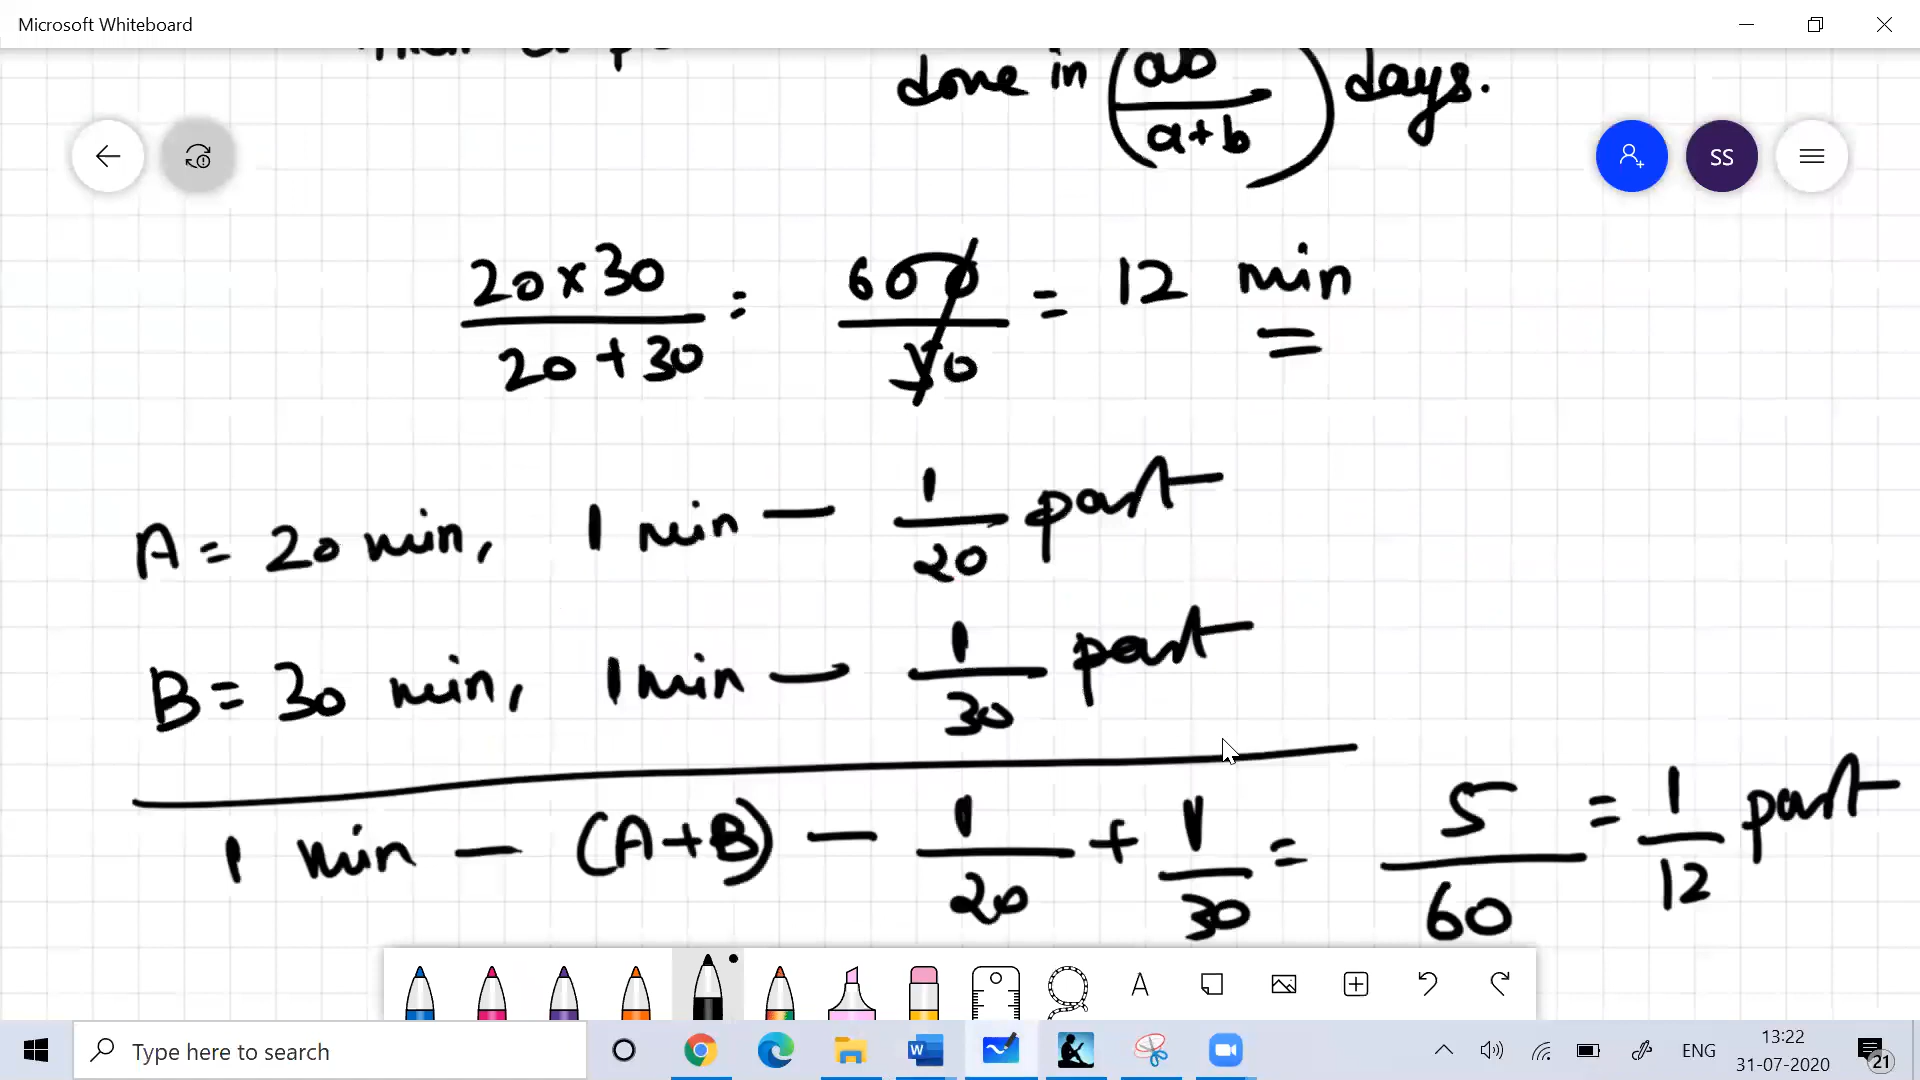 Microsoft Whiteboard
done in (ab/a+b) days.
SS
20x30/20+30 = 600/50 = 12 min
A = 20 min, 1 min — 1/20 part
B = 30 min, 1 min — 1/30 part
1 min — (A+B) — 1/20 + 1/30 = 5/60 = 1/12 part
A
Type here to search
W
ENG
13:22
31-07-2020
21